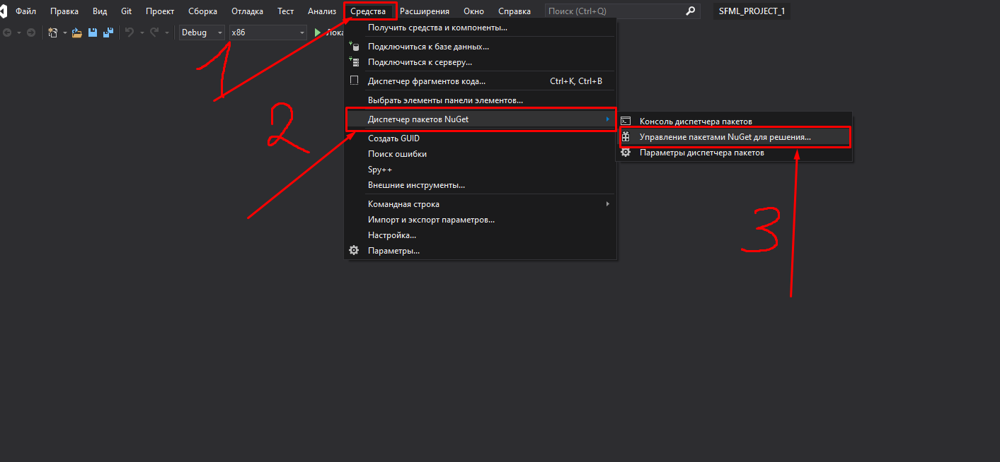 Файл Правка Вид Git Проект Сборка Отладка Тест Анализ Средства Расширения Окно Справка Поиск (Ctrl+Q) SFML_PROJECT_1
Debug x86 Лока
Получить средства и компоненты...
Подключиться к базе данных...
Подключиться к серверу...
Диспетчер фрагментов кода... Ctrl+K, Ctrl+B
Выбрать элементы панели элементов...
Диспетчер пакетов NuGet
Создать GUID
Поиск ошибки
Spy++
Внешние инструменты...
Командная строка
Импорт и экспорт параметров...
Настройка...
Параметры...
Консоль диспетчера пакетов
Управление пакетами NuGet для решения...
Параметры диспетчера пакетов
1
2
3